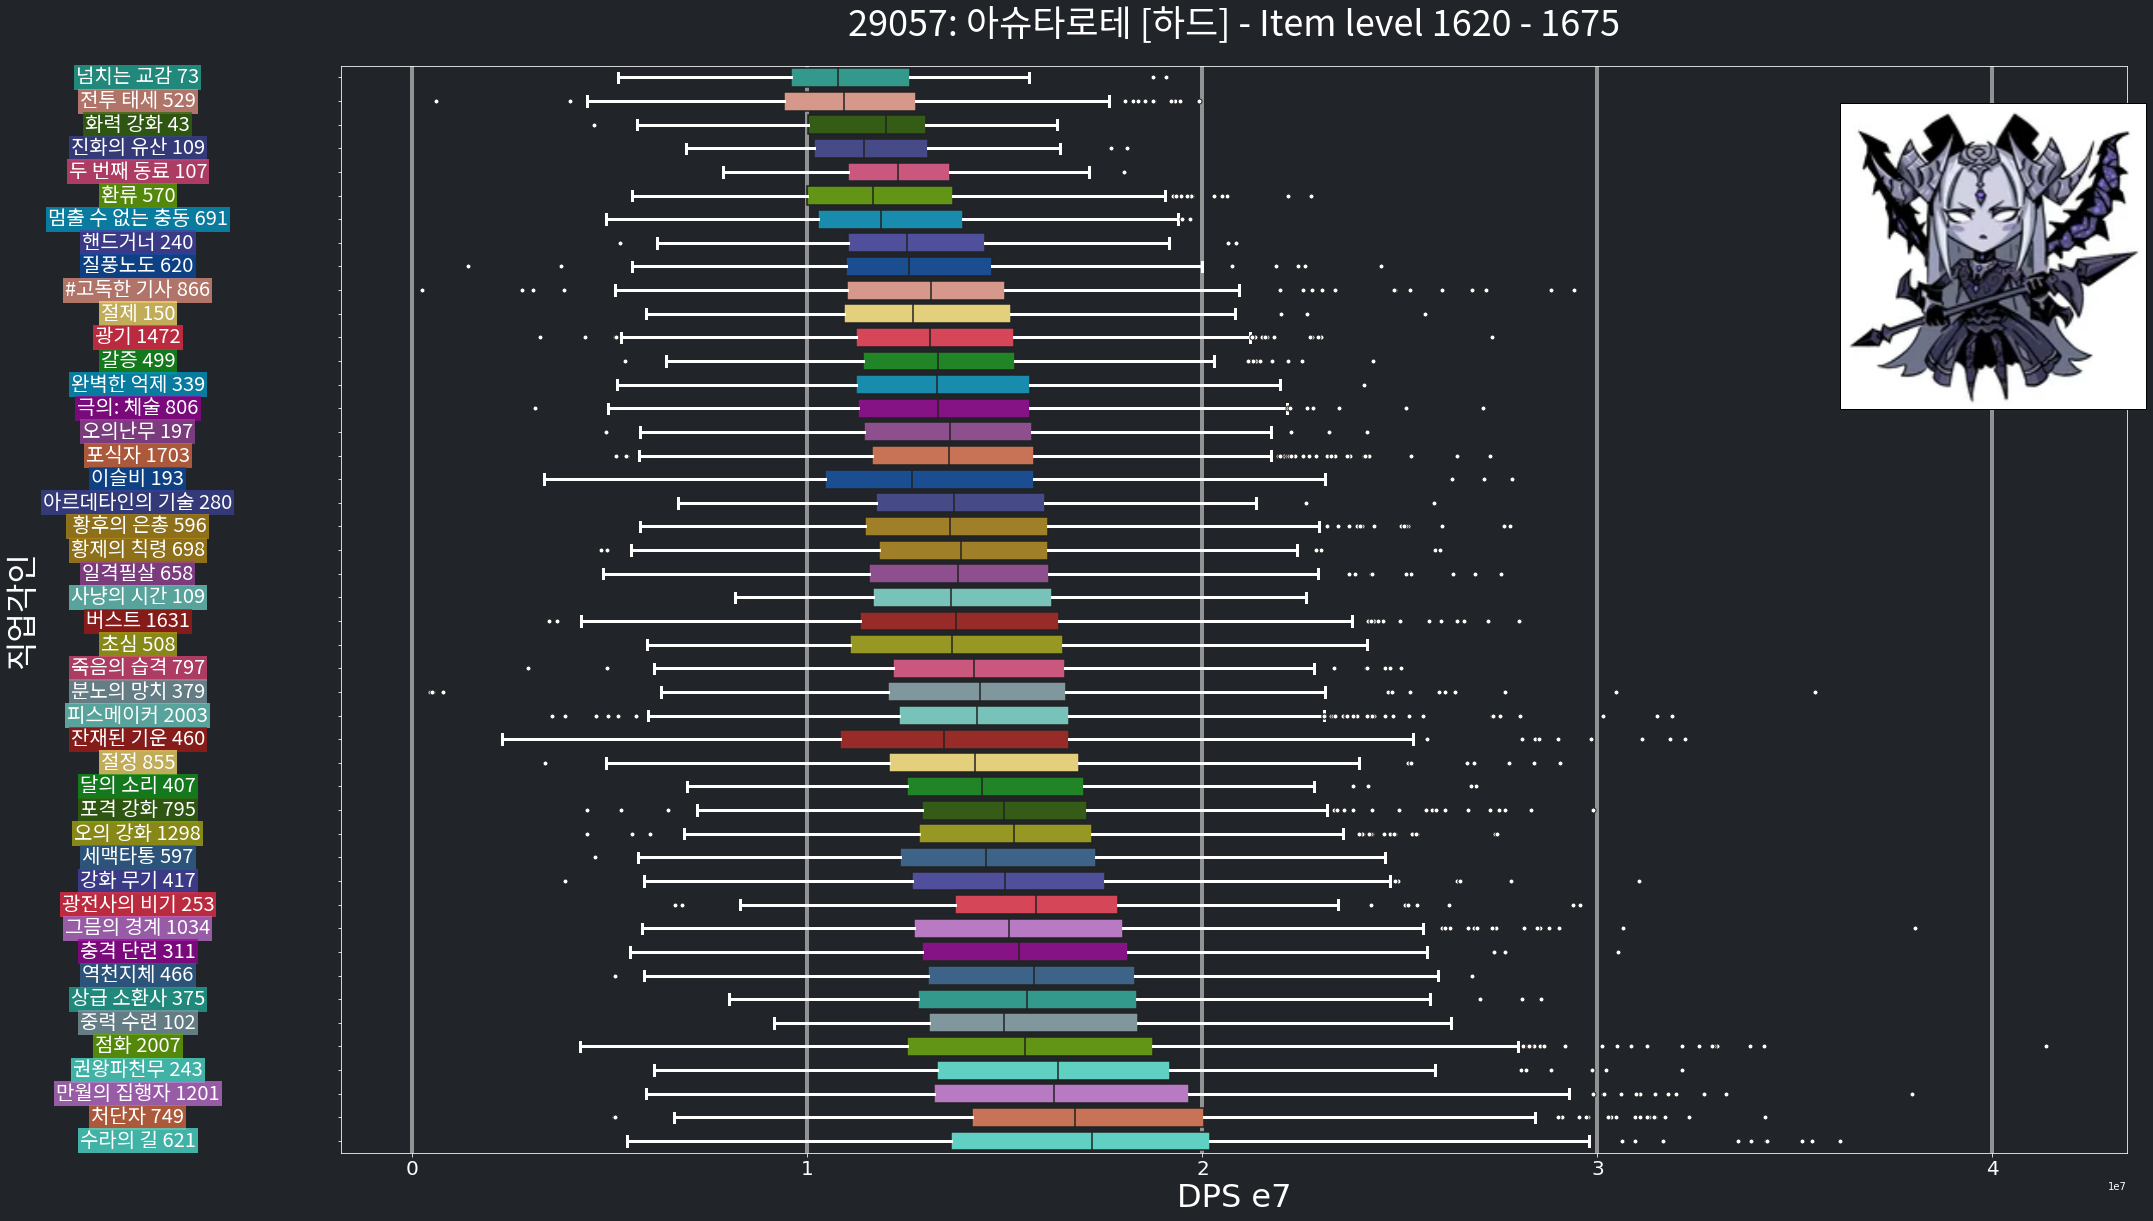 29057: 아슈타로테 [하드] - Item level 1620 - 1675
넘치는 교감 73
전투 태세 529
화력 강화 43
진화의 유산 109
두 번째 동료 107
환류 570
멈출 수 없는 충동 691
핸드거너 240
질풍노도 620
#고독한 기사 866
절제 150
광기 1472
갈증 499
완벽한 억제 339
극의: 체술 806
오의난무 197
포식자 1703
이슬비 193
아르데타인의 기술 280
황후의 은총 596
황제의 칙령 698
일격필살 658
사냥의 시간 109
버스트 1631
초심 508
죽음의 습격 797
분노의 망치 379
피스메이커 2003
잔재된 기운 460
절정 855
달의 소리 407
포격 강화 795
오의 강화 1298
세맥타통 597
강화 무기 417
광전사의 비기 253
그믐의 경계 1034
충격 단련 311
역천지체 466
상급 소환사 375
중력 수련 102
점화 2007
권왕파천무 243
만월의 집행자 1201
처단자 749
수라의 길 621
직업각인
0 1 2 3 4
DPS e7
1e7